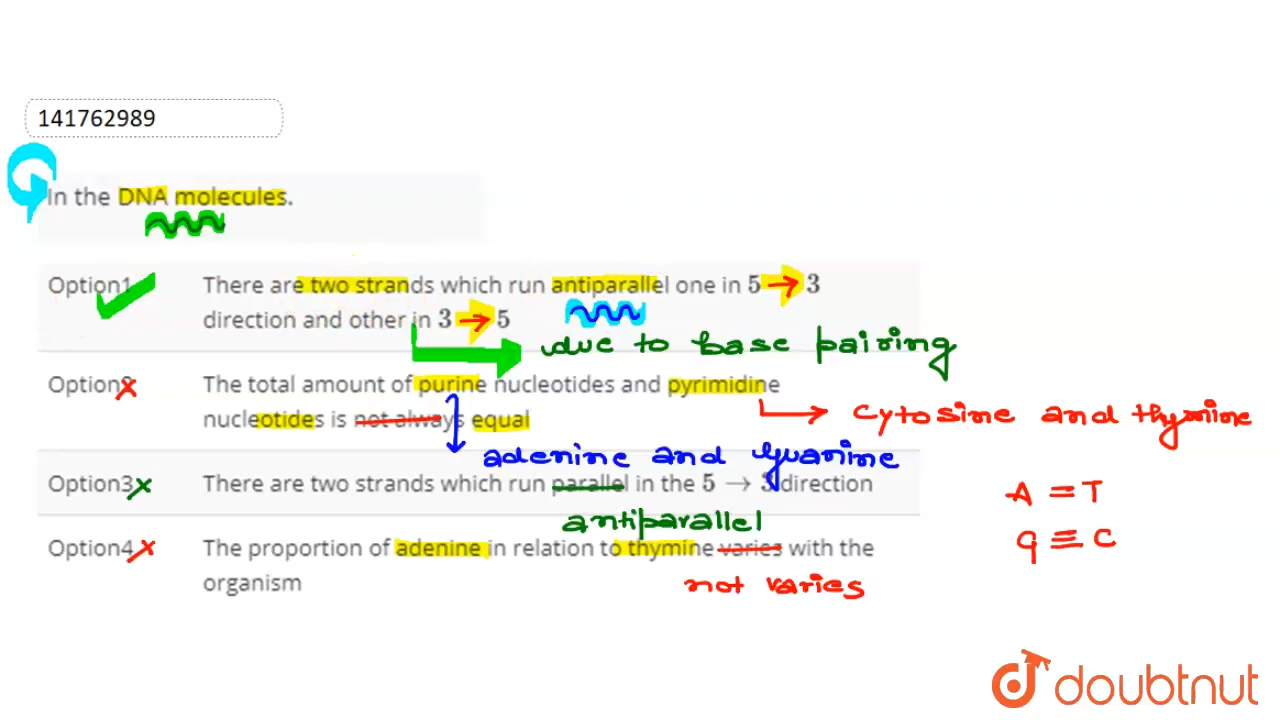 141762989
In the DNA molecules.
Option1 There are two strands which run antiparallel one in 5 → 3
direction and other in 3 → 5
due to base pairing
Option2 The total amount of purine nucleotides and pyrimidine
nucleotides is not always equal
cytosine and thymine
adenine and Guanine
Option3 There are two strands which run parallel in the 5 → 3 direction
A = T
antiparallel
G ≡ C
Option4 The proportion of adenine in relation to thymine varies with the
organism
not varies
doubtnut